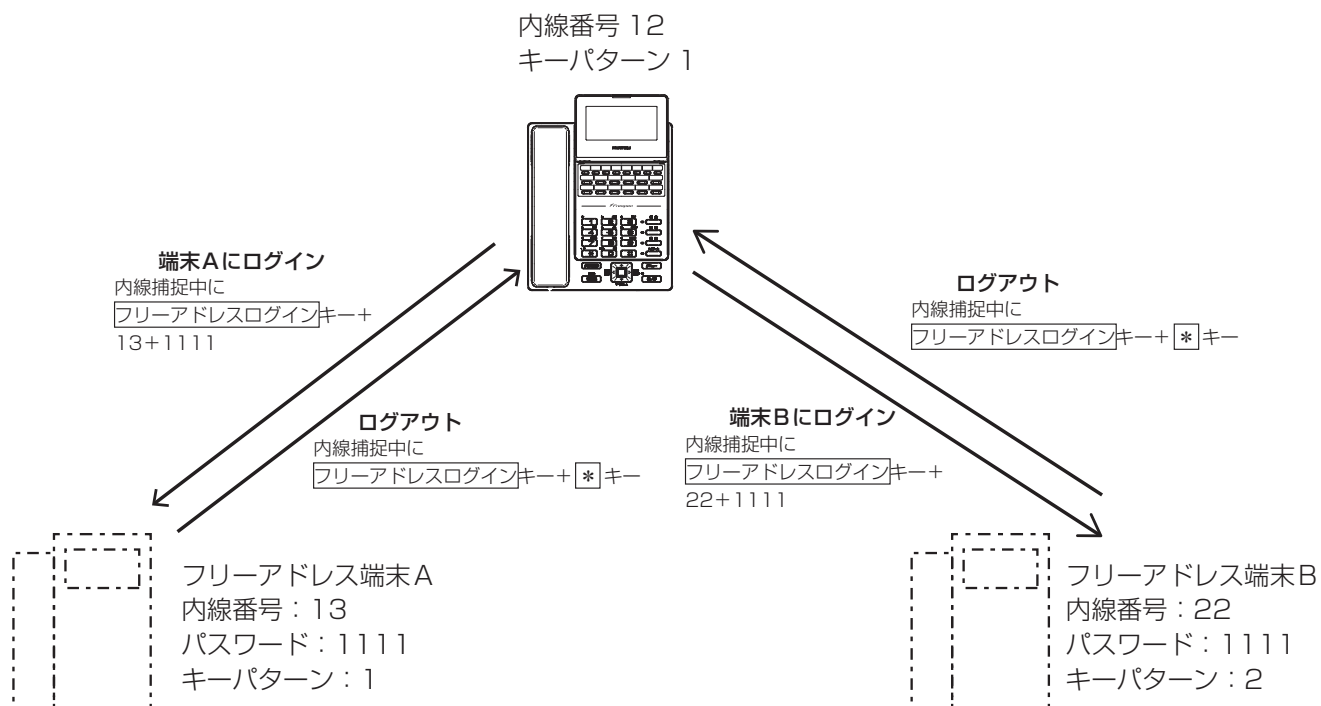 内線番号 12
キーパターン 1
端末Aにログイン
内線捕捉中に
フリーアドレスログインキー+
13+1111
ログアウト
内線捕捉中に
フリーアドレスログインキー+*キー
ログアウト
内線捕捉中に
フリーアドレスログインキー+*キー
端末Bにログイン
内線捕捉中に
フリーアドレスログインキー+
22+1111
フリーアドレス端末A
内線番号:13
パスワード:1111
キーパターン:1
フリーアドレス端末B
内線番号:22
パスワード:1111
キーパターン:2